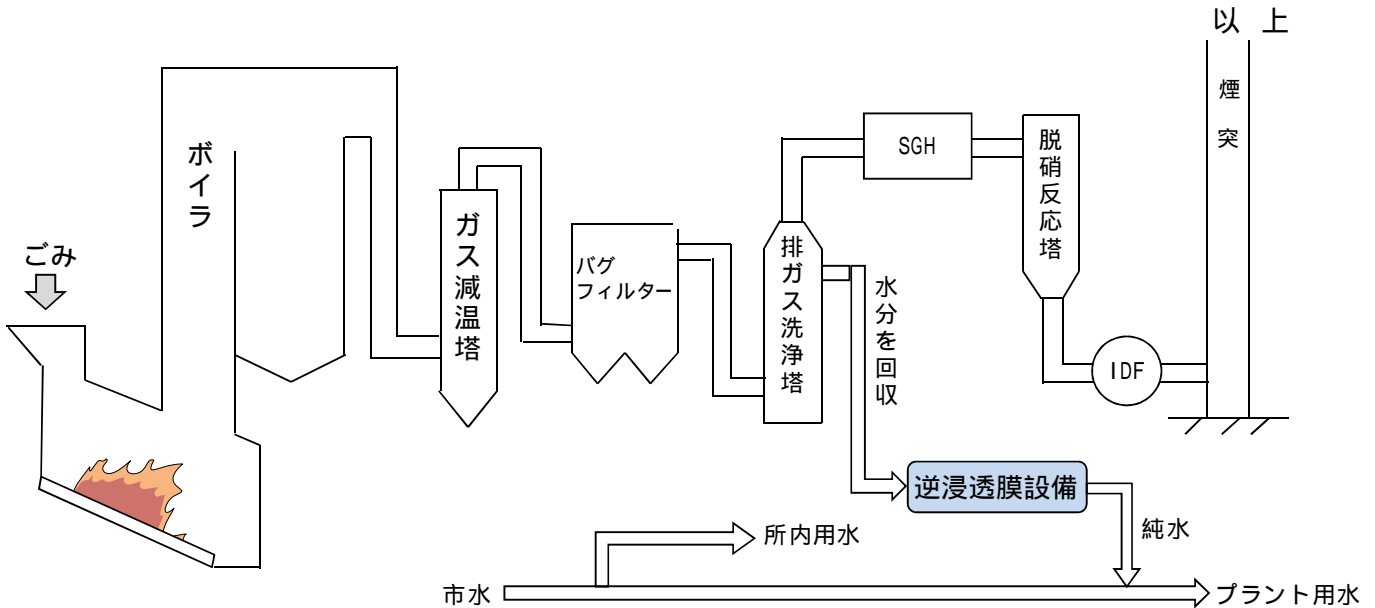 以 上
煙突
ボイラ
SGH
脱硝反応塔
ガス減温塔
ごみ
バグ
フィルター
排ガス洗浄塔
水分を回収
IDF
逆浸透膜設備
所内用水
純水
市水
プラント用水